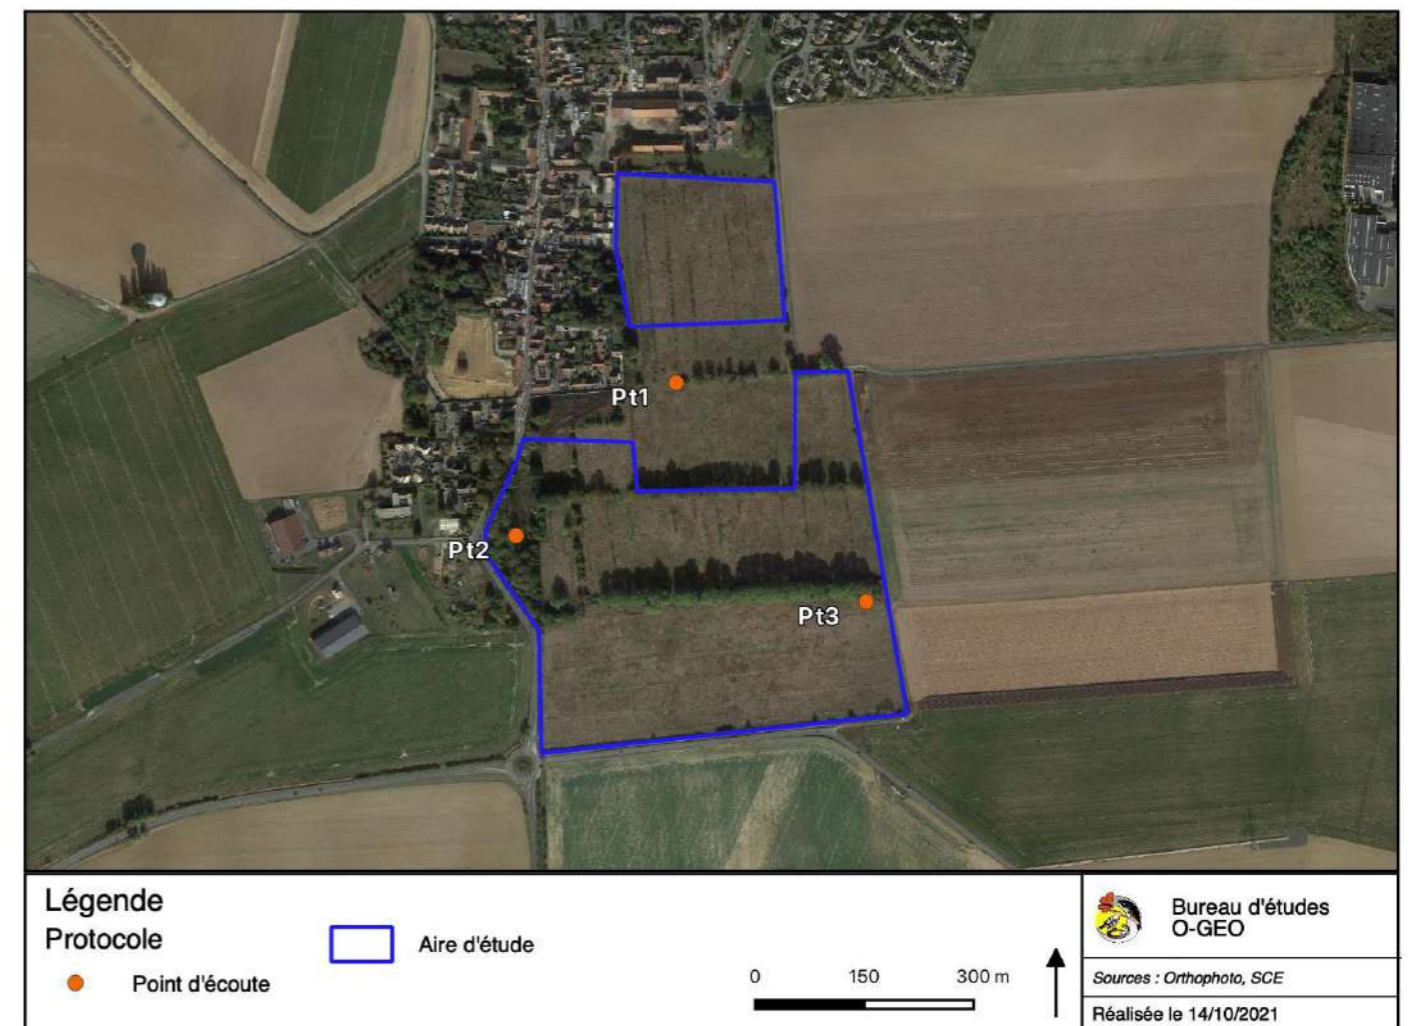 Pt1
Pt2
Pt3
Légende
Protocole
Point d'écoute
Aire d'étude
0 150 300 m
Bureau d'études
O-GEO
Sources : Orthophoto, SCE
Réalisée le 14/10/2021